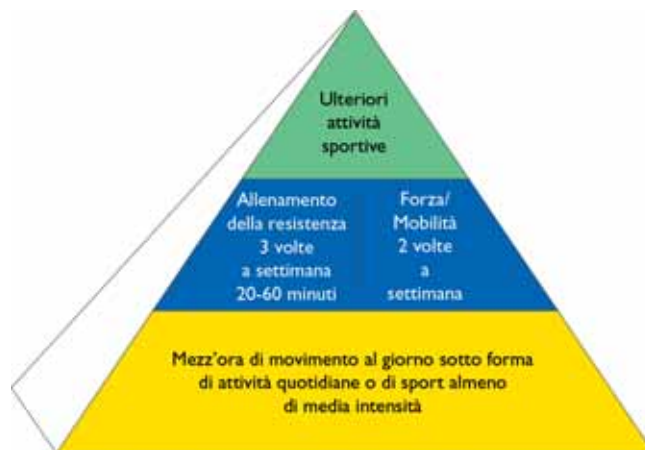 Ulteriori
attività
sportive
Allenamento
della resistenza
3 volte
a settimana
20-60 minuti
Forza/
Mobilità
2 volte
a
settimana
Mezz'ora di movimento al giorno sotto forma
di attività quotidiane o di sport almeno
di media intensità